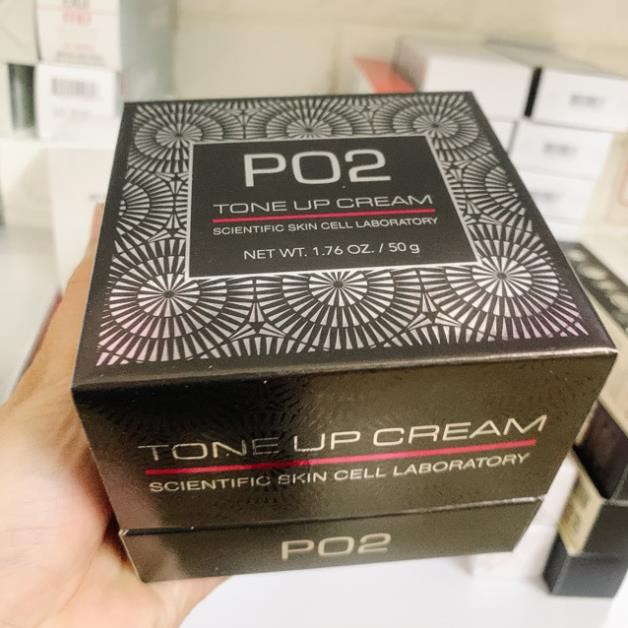 PO2
TONE UP CREAM
SCIENTIFIC SKIN CELL LABORATORY
NET WT. 1.76 OZ. / 50 g
TONE UP CREAM
SCIENTIFIC SKIN CELL LABORATORY
PO2